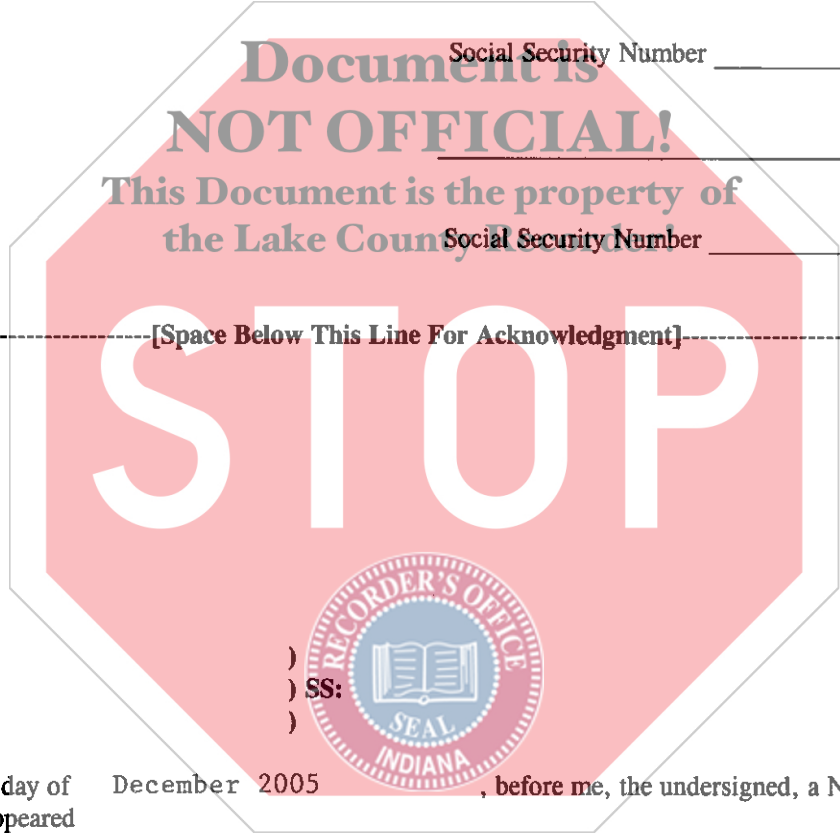 Document is
Social Security Number
NOT OFFICIAL!
This Document is the property of
the Lake County Recorder!
Social Security Number
[Space Below This Line For Acknowledgment]
STOP
RECORDER'S OFFICE
SEAL
INDIANA
)
) SS:
)
day of December 2005 , before me, the undersigned, a N
ppeared